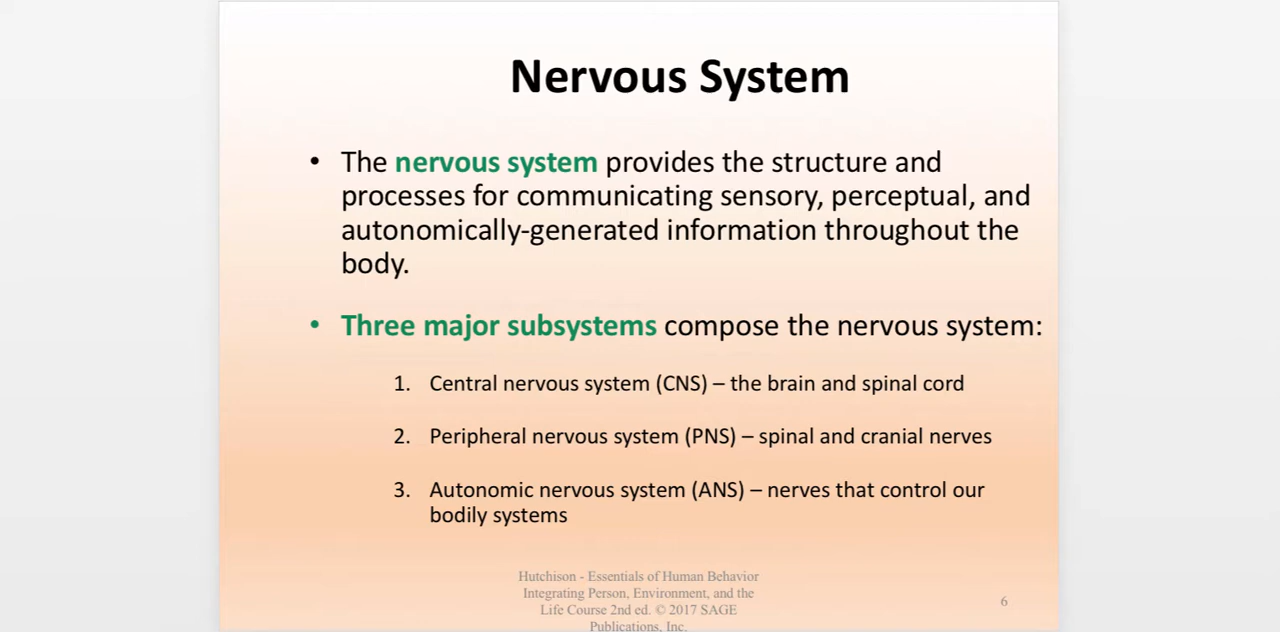 Nervous System
• The nervous system provides the structure and
processes for communicating sensory, perceptual, and
autonomically-generated information throughout the
body.
• Three major subsystems compose the nervous system:
1. Central nervous system (CNS) – the brain and spinal cord
2. Peripheral nervous system (PNS) – spinal and cranial nerves
3. Autonomic nervous system (ANS) – nerves that control our
bodily systems
Hutchison - Essentials of Human Behavior
Integrating Person, Environment, and the
Life Course 2nd ed. © 2017 SAGE
Publications, Inc.
6